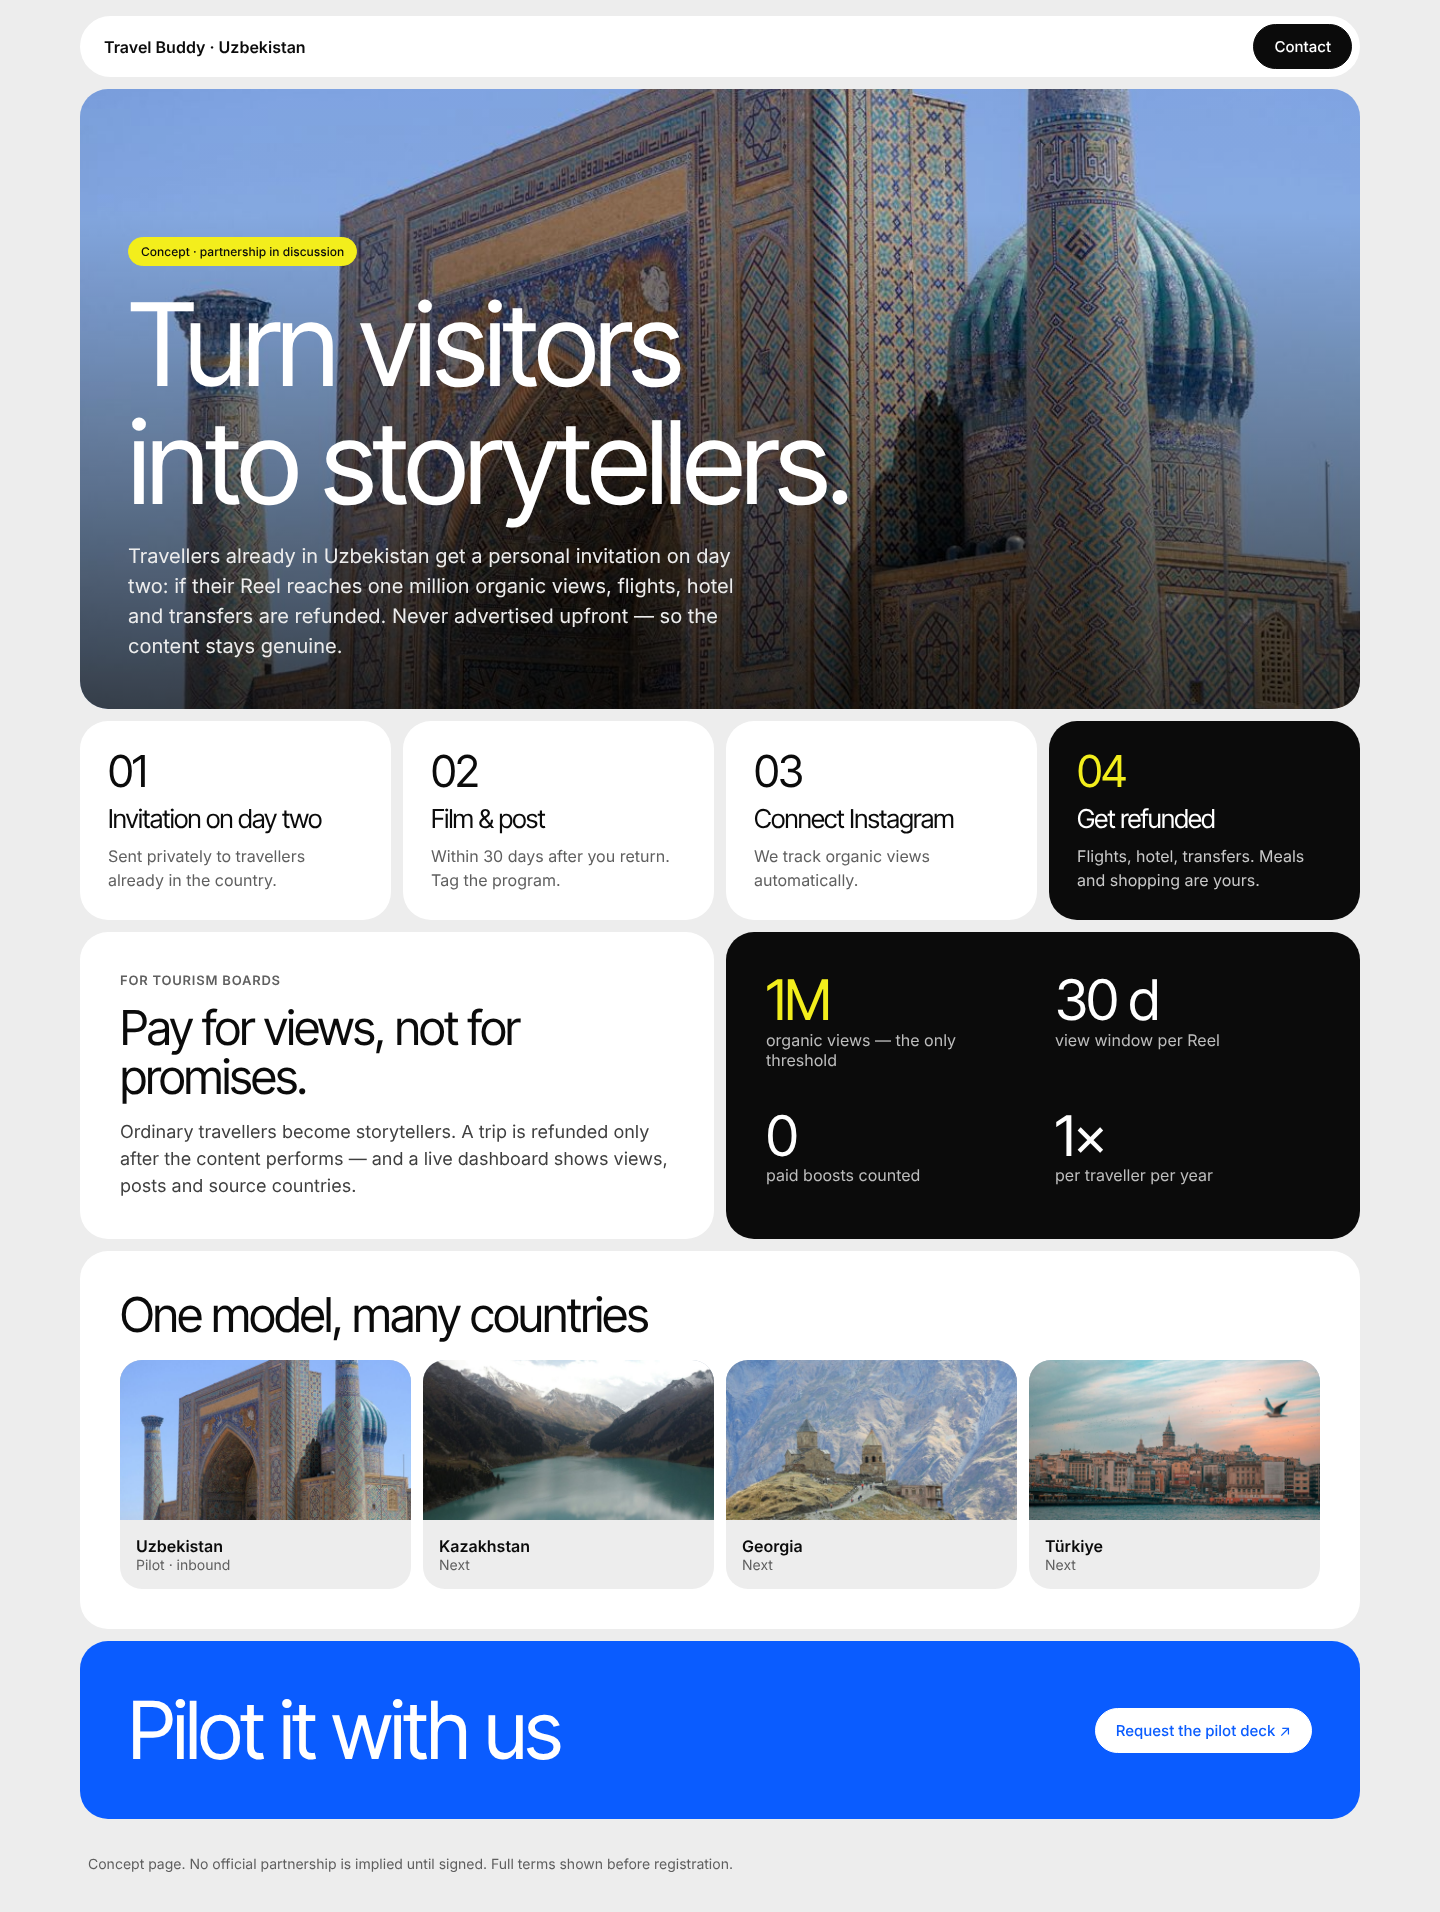 Travel Buddy · Uzbekistan
Contact
Concept · partnership in discussion
Turn visitors
into storytellers.
Travellers already in Uzbekistan get a personal invitation on day
two: if their Reel reaches one million organic views, flights, hotel
and transfers are refunded. Never advertised upfront — so the
content stays genuine.
01
Invitation on day two
Sent privately to travellers
already in the country.
02
Film & post
Within 30 days after you return.
Tag the program.
03
Connect Instagram
We track organic views
automatically.
04
Get refunded
Flights, hotel, transfers. Meals
and shopping are yours.
FOR TOURISM BOARDS
Pay for views, not for
promises.
Ordinary travellers become storytellers. A trip is refunded only
after the content performs — and a live dashboard shows views,
posts and source countries.
1M
organic views — the only
threshold
30 d
view window per Reel
0
paid boosts counted
1×
per traveller per year
One model, many countries
Uzbekistan
Pilot · inbound
Kazakhstan
Next
Georgia
Next
Türkiye
Next
Pilot it with us
Request the pilot deck ↗
Concept page. No official partnership is implied until signed. Full terms shown before registration.